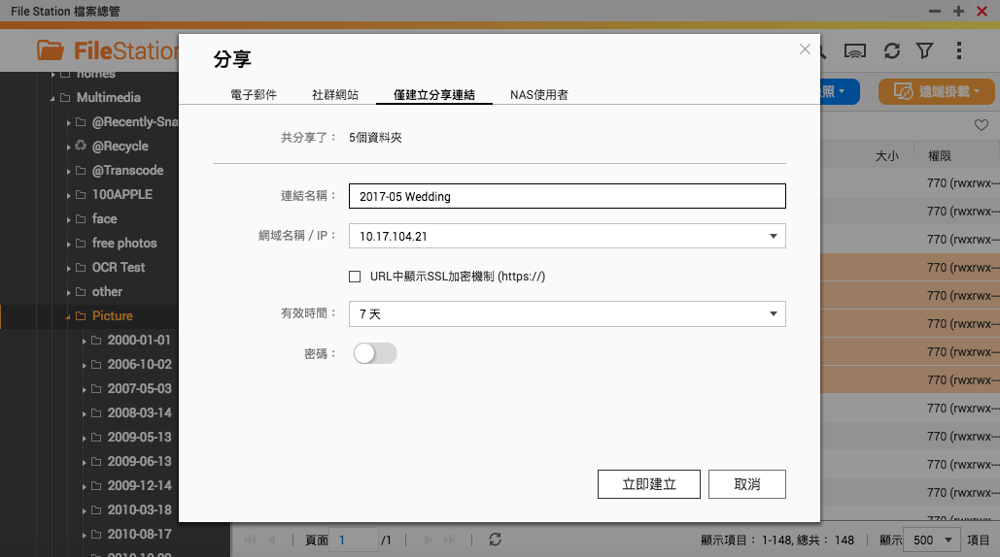 File Station 檔案總管
FileStation
homes
Multimedia
@Recently-Sna
@Recycle
@Transcode
100APPLE
face
free photos
OCR Test
other
Picture
2000-01-01
2006-10-02
2007-05-03
2008-03-14
2009-05-13
2009-06-13
2009-12-14
2010-03-18
2010-08-17
分享
電子郵件 社群網站 僅建立分享連結 NAS使用者
共分享了： 5個資料夾
連結名稱： 2017-05 Wedding
網域名稱 / IP： 10.17.104.21
URL中顯示SSL加密機制 (https://)
有效時間： 7 天
密碼：
立即建立 取消
照 遠端掛載
大小 權限
770 (rwxrwx---
770 (rwxrwx---
770 (rwxrwx---
770 (rwxrwx---
770 (rwxrwx---
770 (rwxrwx---
770 (rwxrwx---
770 (rwxrwx---
770 (rwxrwx---
770 (rwxrwx---
770 (rwxrwx---
770 (rwxrwx---
頁面 1 /1 顯示項目： 1-148, 總共： 148 顯示 500 項目